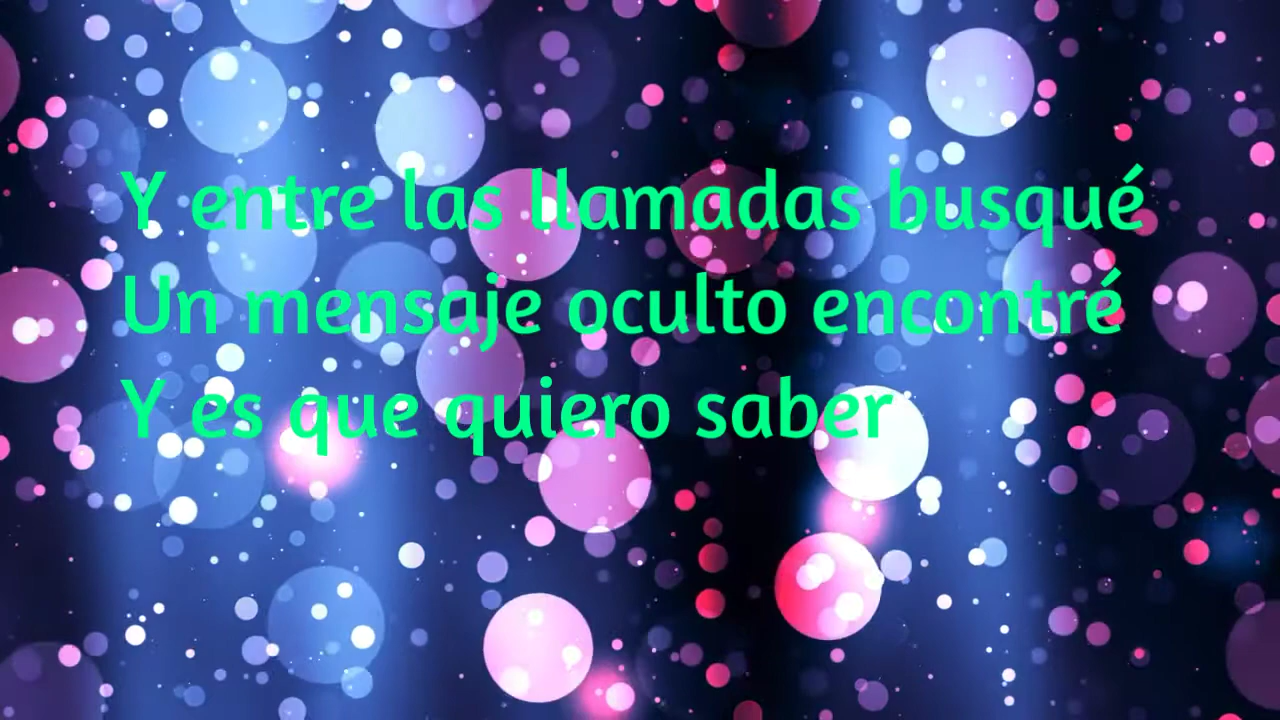 Y entre las llamadas busqué
Un mensaje oculto encontré
Y es que quiero saber